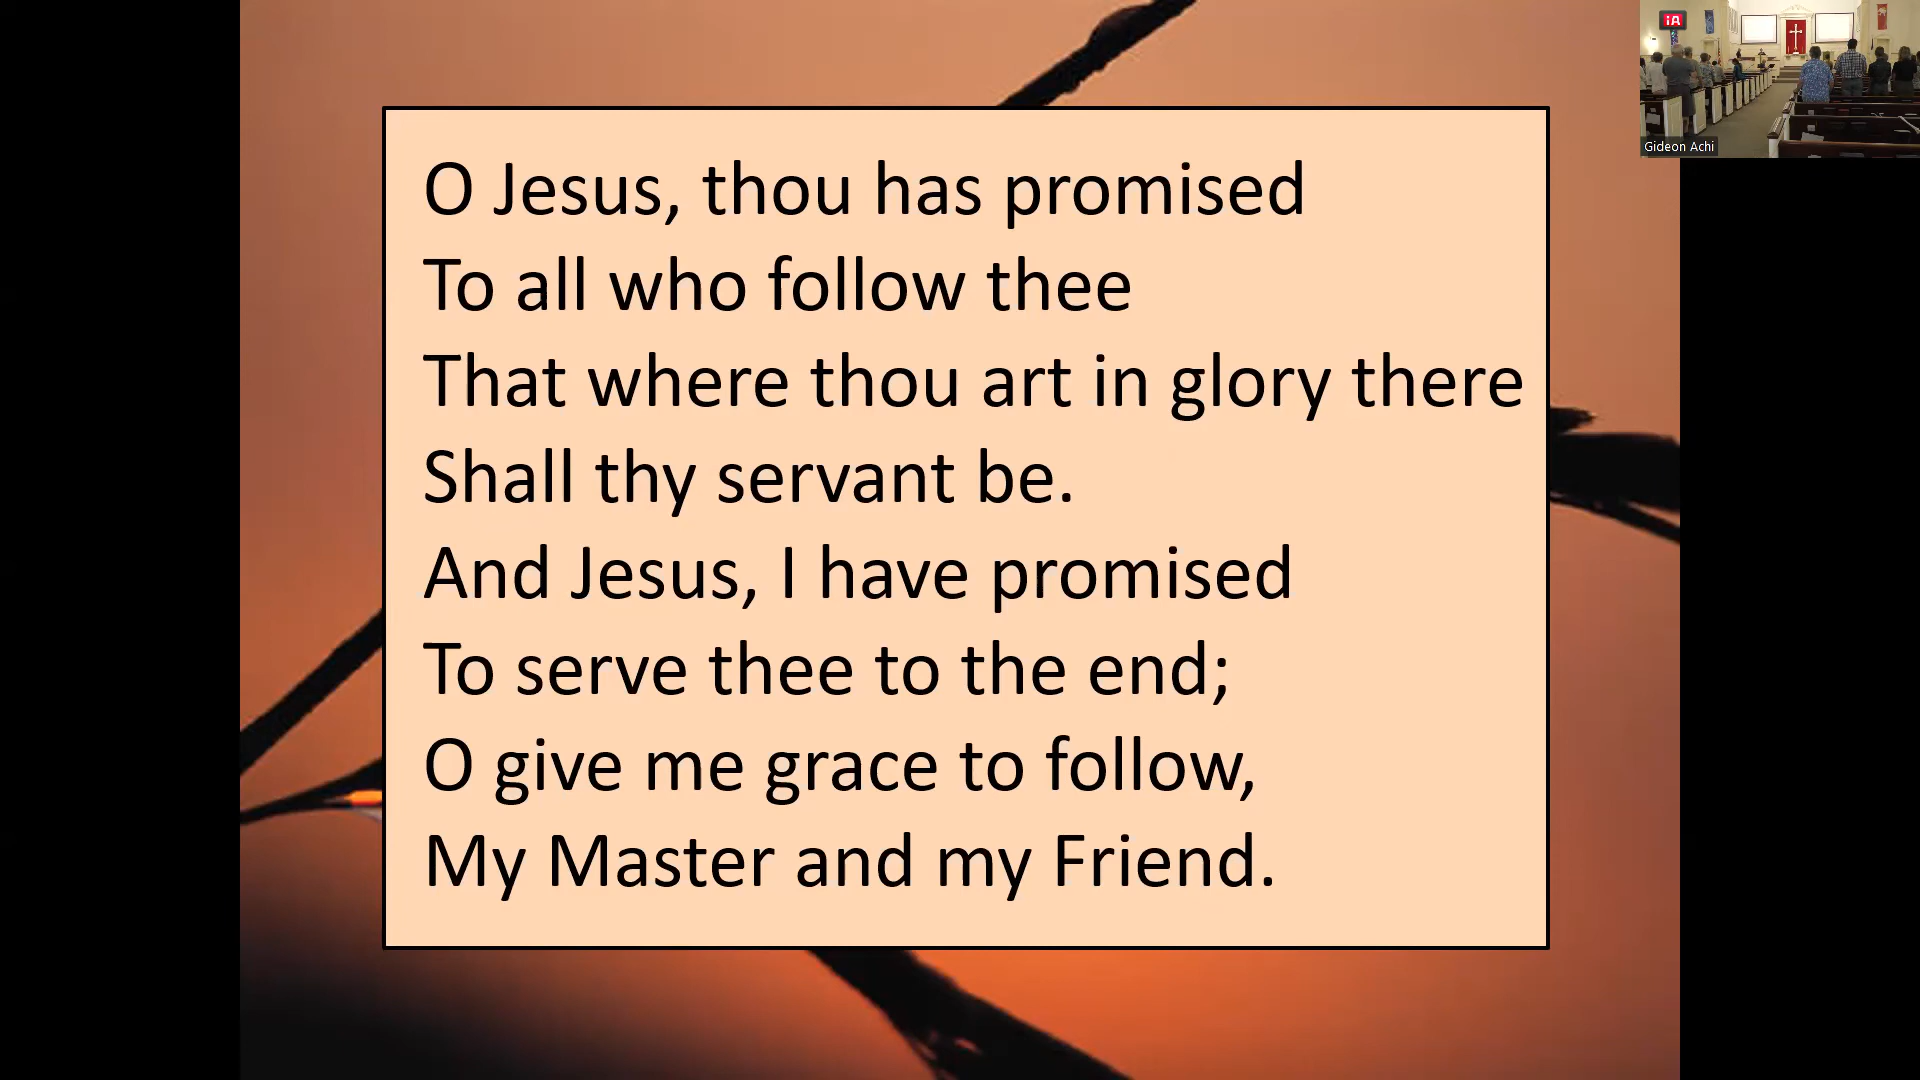 O Jesus, thou has promised
To all who follow thee
That where thou art in glory there
Shall thy servant be.
And Jesus, I have promised
To serve thee to the end;
O give me grace to follow,
My Master and my Friend.
iA
Gideon Achi